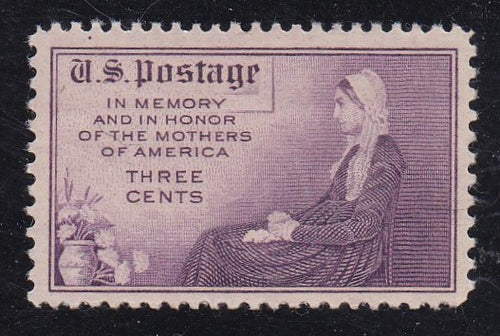 U.S. Postage
IN MEMORY
AND IN HONOR
OF THE MOTHERS
OF AMERICA
THREE
CENTS